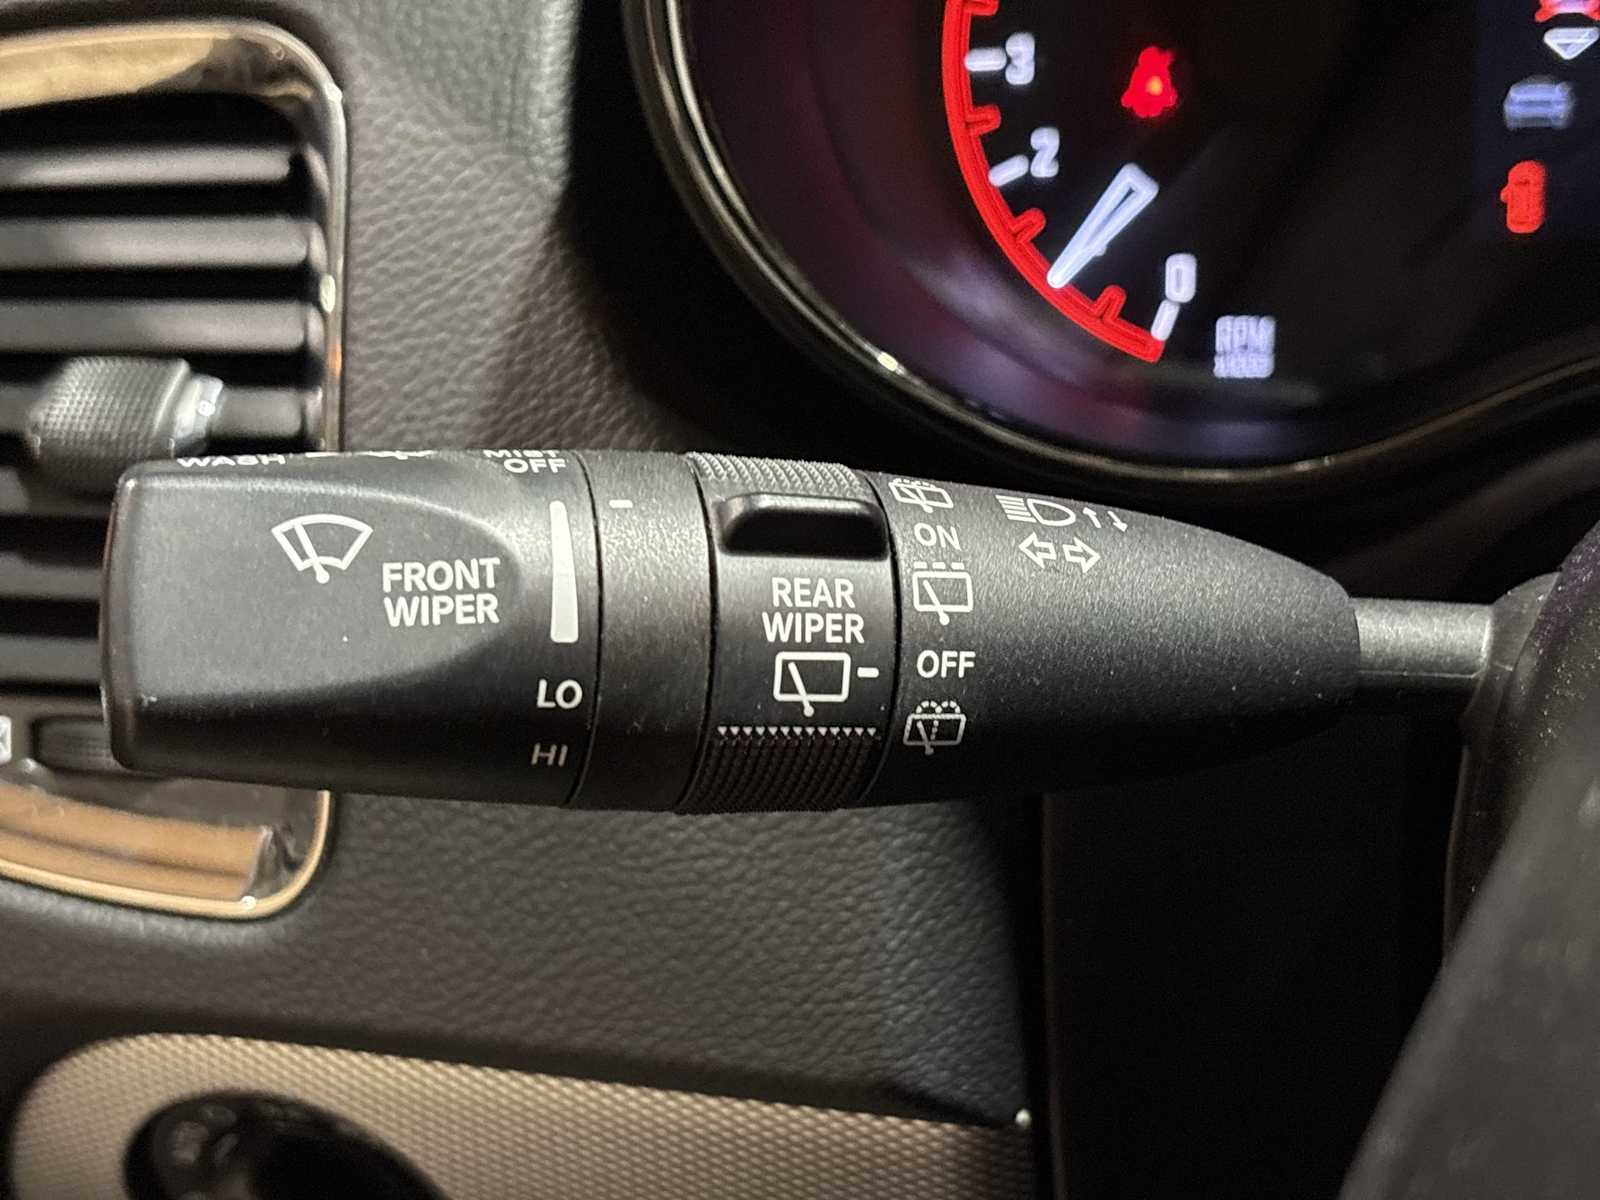 3
2
0
RPM
WASH
MIST
OFF
FRONT
WIPER
LO
HI
REAR
WIPER
ON
OFF